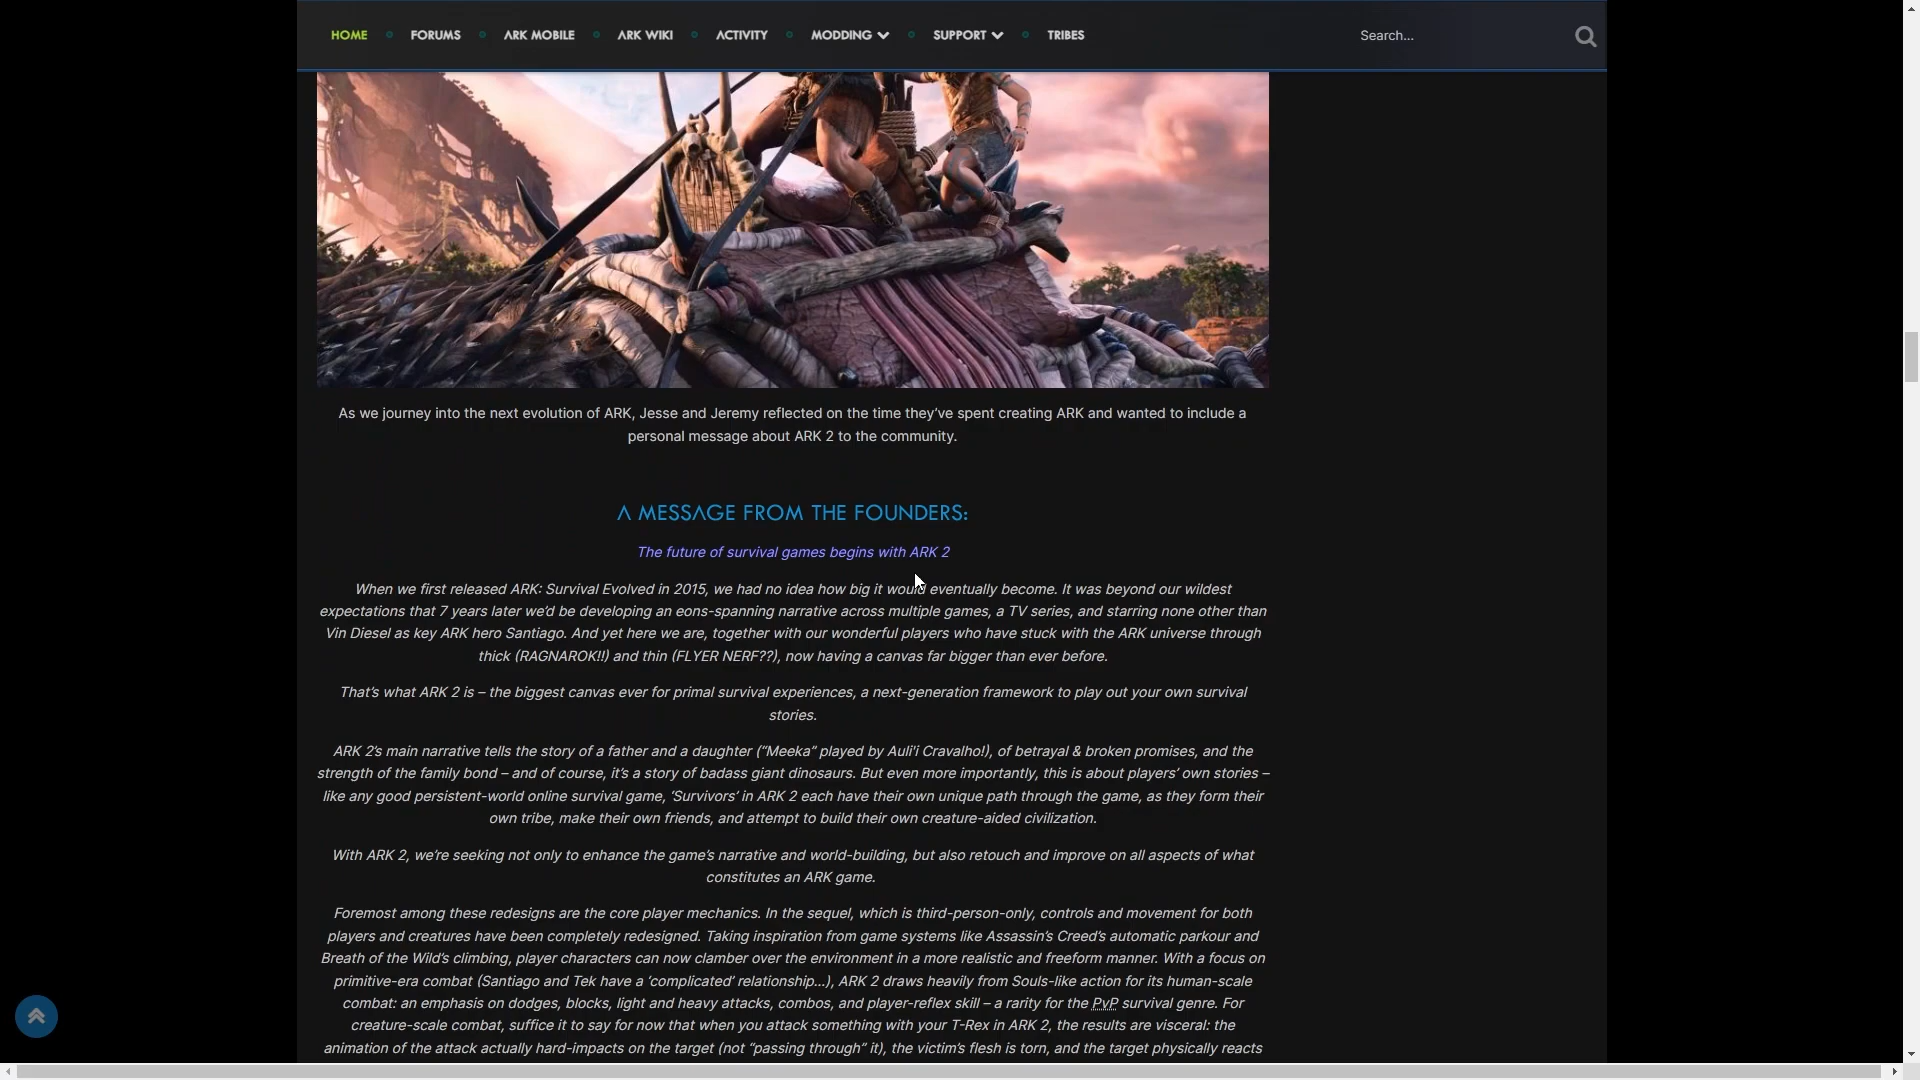 HOME FORUMS ARK MOBILE ARK WIKI ACTIVITY MODDING SUPPORT TRIBES Search...
As we journey into the next evolution of ARK, Jesse and Jeremy reflected on the time they’ve spent creating ARK and wanted to include a
personal message about ARK 2 to the community.
A MESSAGE FROM THE FOUNDERS:
The future of survival games begins with ARK 2
When we first released ARK: Survival Evolved in 2015, we had no idea how big it would eventually become. It was beyond our wildest
expectations that 7 years later we’d be developing an eons-spanning narrative across multiple games, a TV series, and starring none other than
Vin Diesel as key ARK hero Santiago. And yet here we are, together with our wonderful players who have stuck with the ARK universe through
thick (RAGNAROK!!) and thin (FLYER NERF??), now having a canvas far bigger than ever before.
That’s what ARK 2 is – the biggest canvas ever for primal survival experiences, a next-generation framework to play out your own survival
stories.
ARK 2’s main narrative tells the story of a father and a daughter (“Meeka” played by Auli’i Cravalho!), of betrayal & broken promises, and the
strength of the family bond – and of course, it’s a story of badass giant dinosaurs. But even more importantly, this is about players’ own stories –
like any good persistent-world online survival game, ‘Survivors’ in ARK 2 each have their own unique path through the game, as they form their
own tribe, make their own friends, and attempt to build their own creature-aided civilization.
With ARK 2, we’re seeking not only to enhance the game’s narrative and world-building, but also retouch and improve on all aspects of what
constitutes an ARK game.
Foremost among these redesigns are the core player mechanics. In the sequel, which is third-person-only, controls and movement for both
players and creatures have been completely redesigned. Taking inspiration from game systems like Assassin’s Creed’s automatic parkour and
Breath of the Wild’s climbing, player characters can now clamber over the environment in a more realistic and freeform manner. With a focus on
primitive-era combat (Santiago and Tek have a ‘complicated’ relationship...), ARK 2 draws heavily from Souls-like action for its human-scale
combat: an emphasis on dodges, blocks, light and heavy attacks, combos, and player-reflex skill – a rarity for the PvP survival genre. For
creature-scale combat, suffice it to say for now that when you attack something with your T-Rex in ARK 2, the results are visceral: the
animation of the attack actually hard-impacts on the target (not “passing through” it), the victim’s flesh is torn, and the target physically reacts